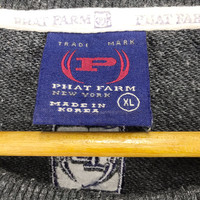 PHAT FARM PHAT FARM
TRADE MARK
P
PHAT FARM
NEW YORK
MADE IN
KOREA
XL